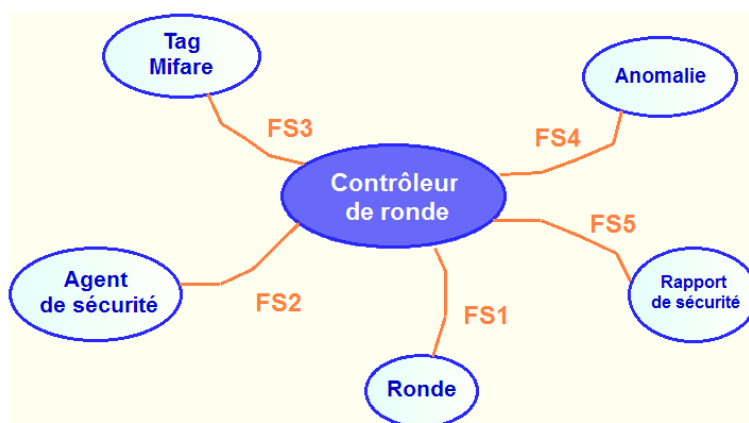 Tag
Mifare
Anomalie
FS3
FS4
Contrôleur
de ronde
FS5
Agent
de sécurité
Rapport
de sécurité
FS2
FS1
Ronde